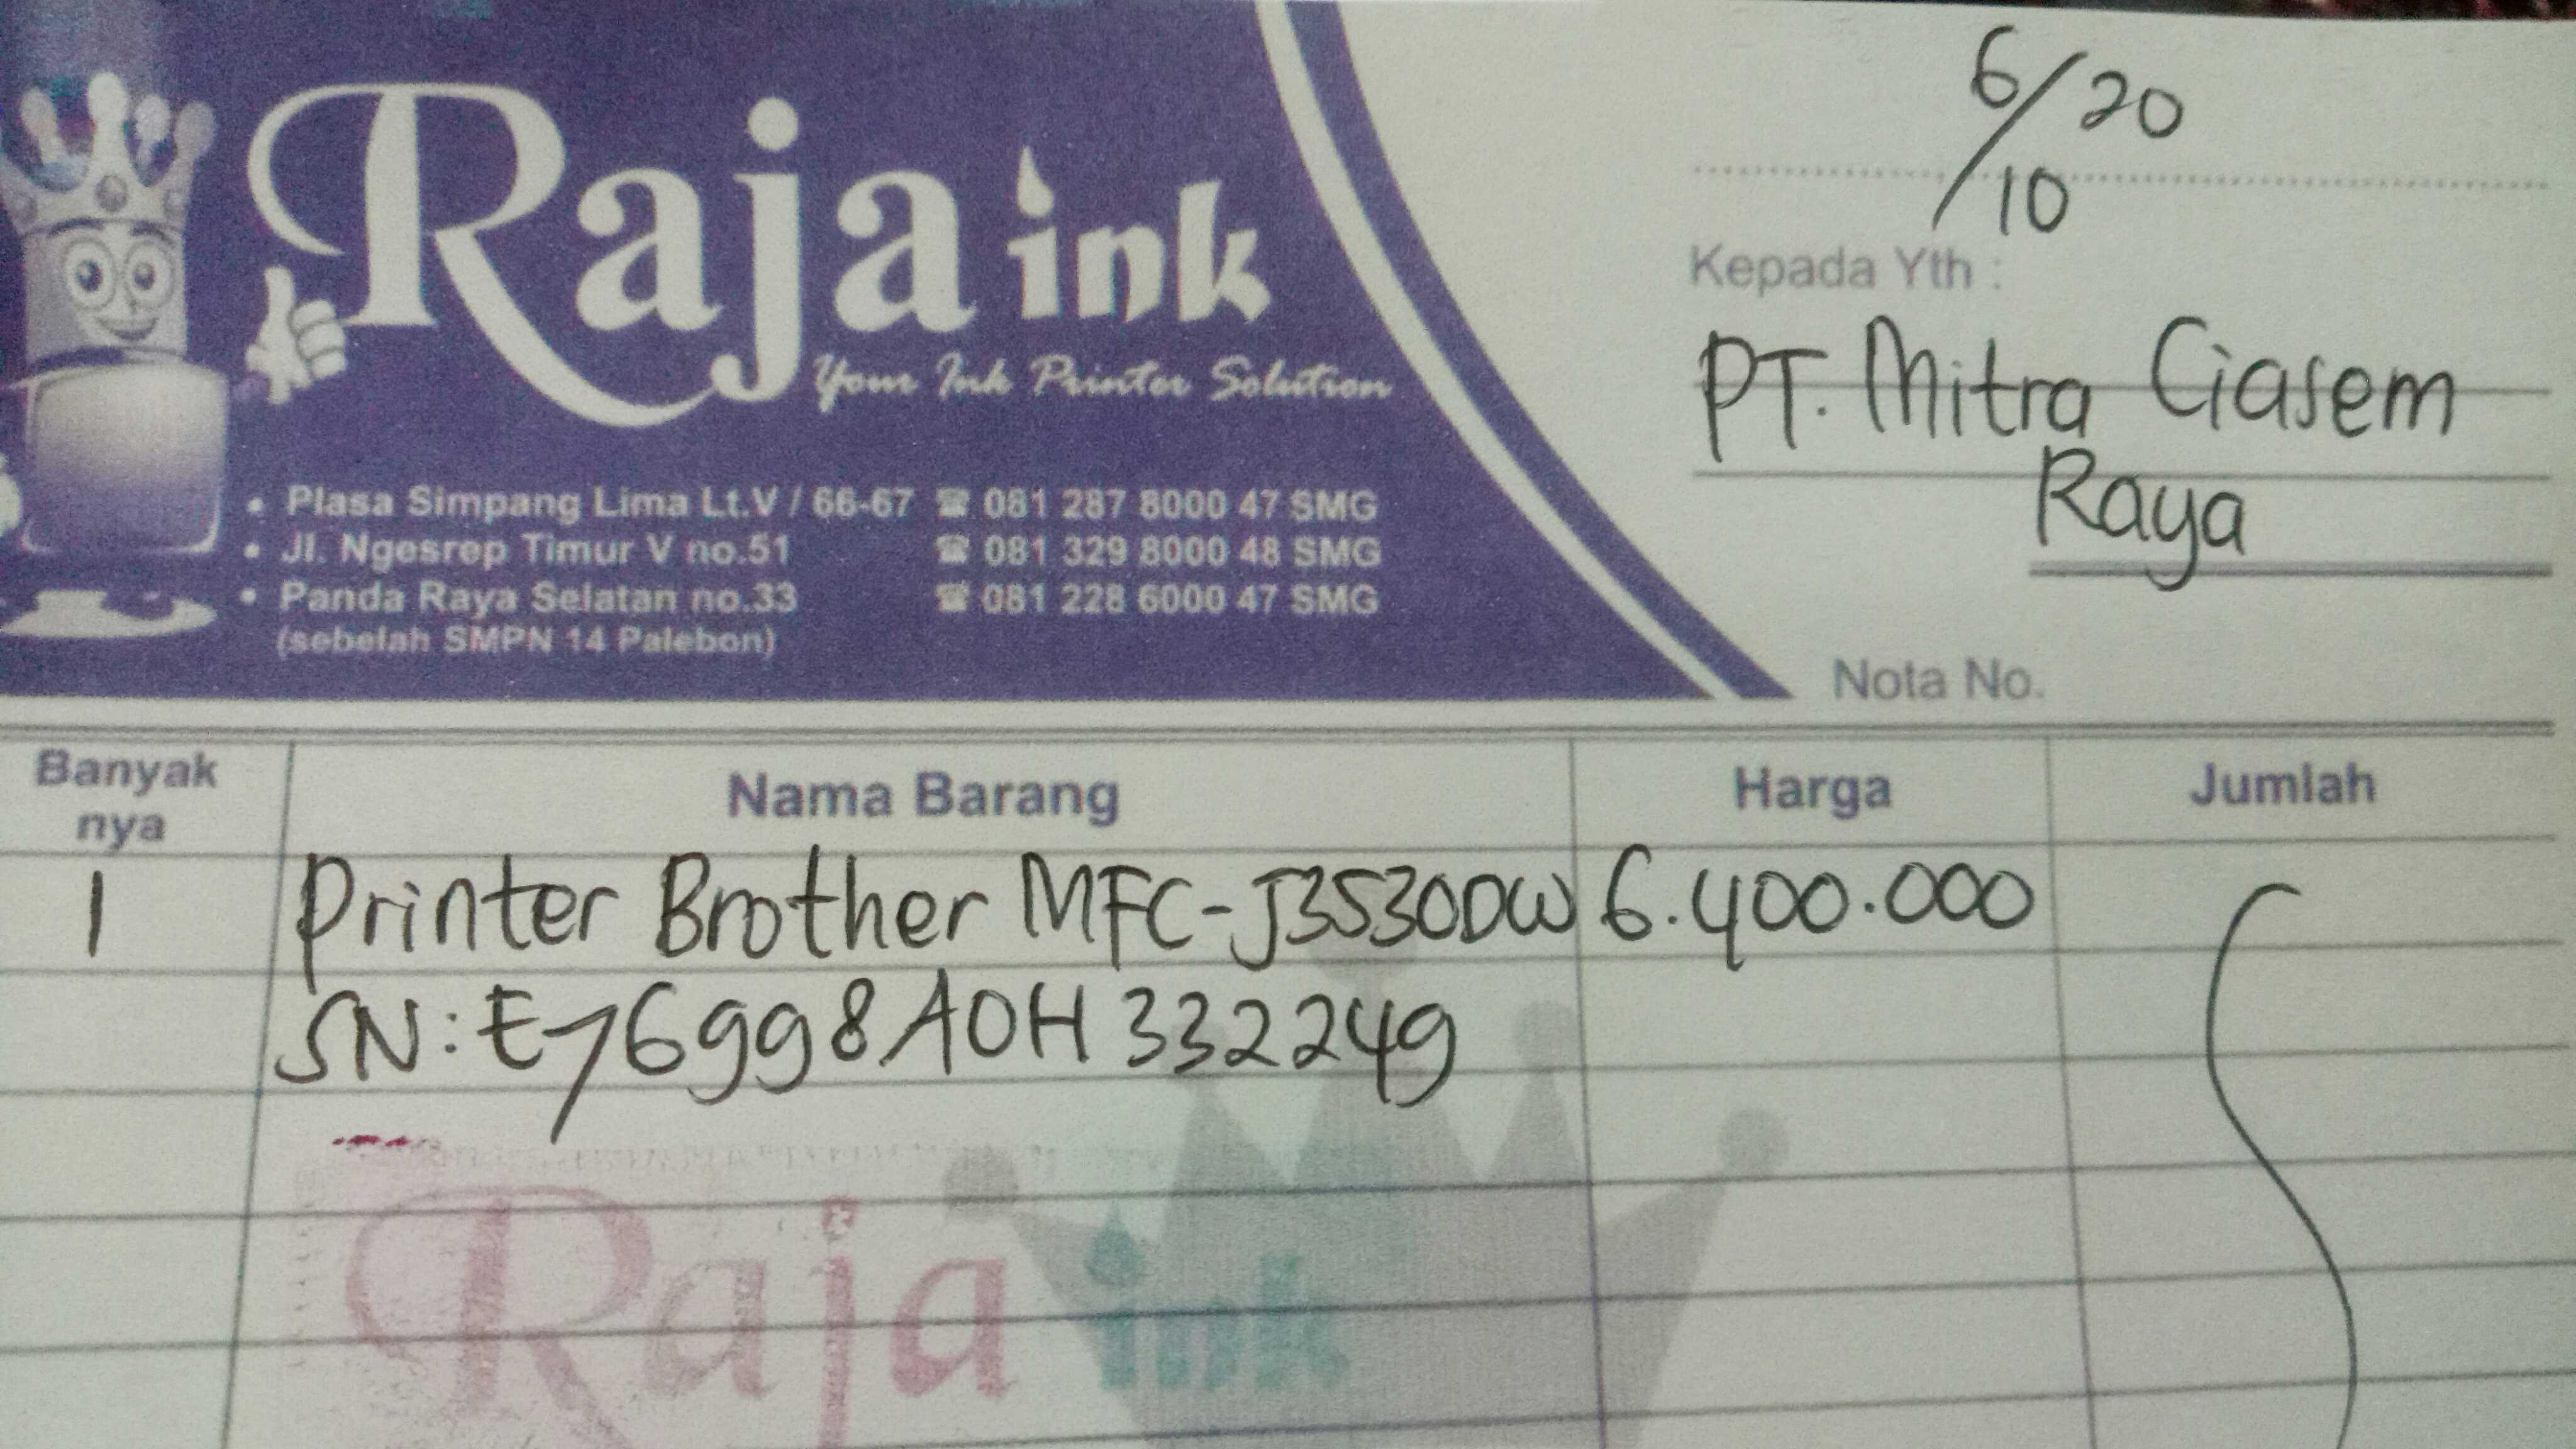 Raja ink
Your Ink Printer Solution
• Plasa Simpang Lima Lt.V / 66-67 ☎ 081 287 8000 47 SMG
• Jl. Ngesrep Timur V no.51 ☎ 081 329 8000 48 SMG
• Panda Raya Selatan no.33 ☎ 081 228 6000 47 SMG
(sebelah SMPN 14 Palebon)
6/10 20
Kepada Yth :
PT. Mitra Ciasem
Raya
Nota No.
Banyak nya Nama Barang Harga Jumlah
1 Printer Brother MFC-J3530DW 6.400.000
SN: E76998A0H332249
Raja ink